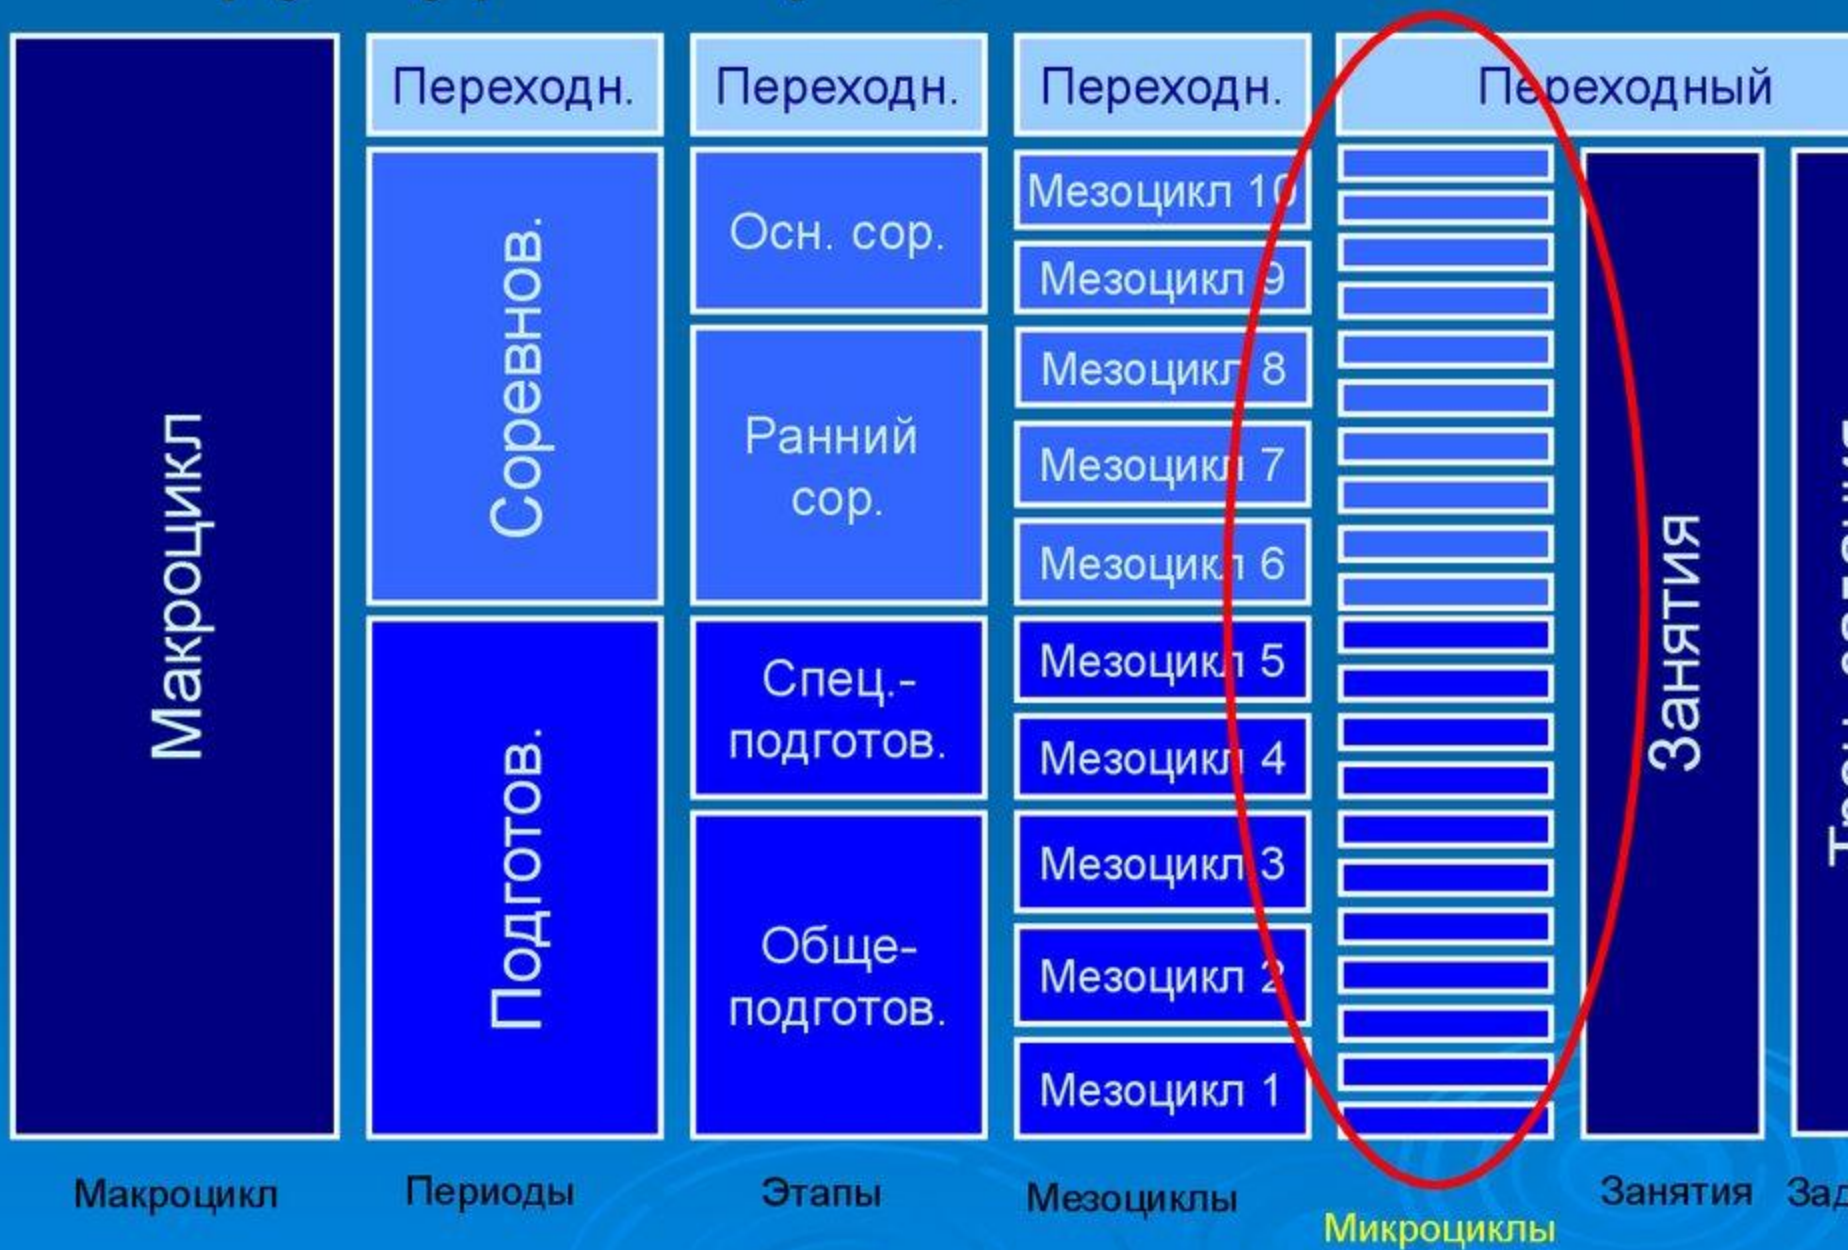 Макроцикл
Переходн.
Соревнов.
Подготов.
Переходн.
Осн. сор.
Ранний
сор.
Спец.-
подготов.
Обще-
подготов.
Переходн.
Мезоцикл 10
Мезоцикл 9
Мезоцикл 8
Мезоцикл 7
Мезоцикл 6
Мезоцикл 5
Мезоцикл 4
Мезоцикл 3
Мезоцикл 2
Мезоцикл 1
Переходный
Занятия
Макроцикл
Периоды
Этапы
Мезоциклы
Микроциклы
Занятия